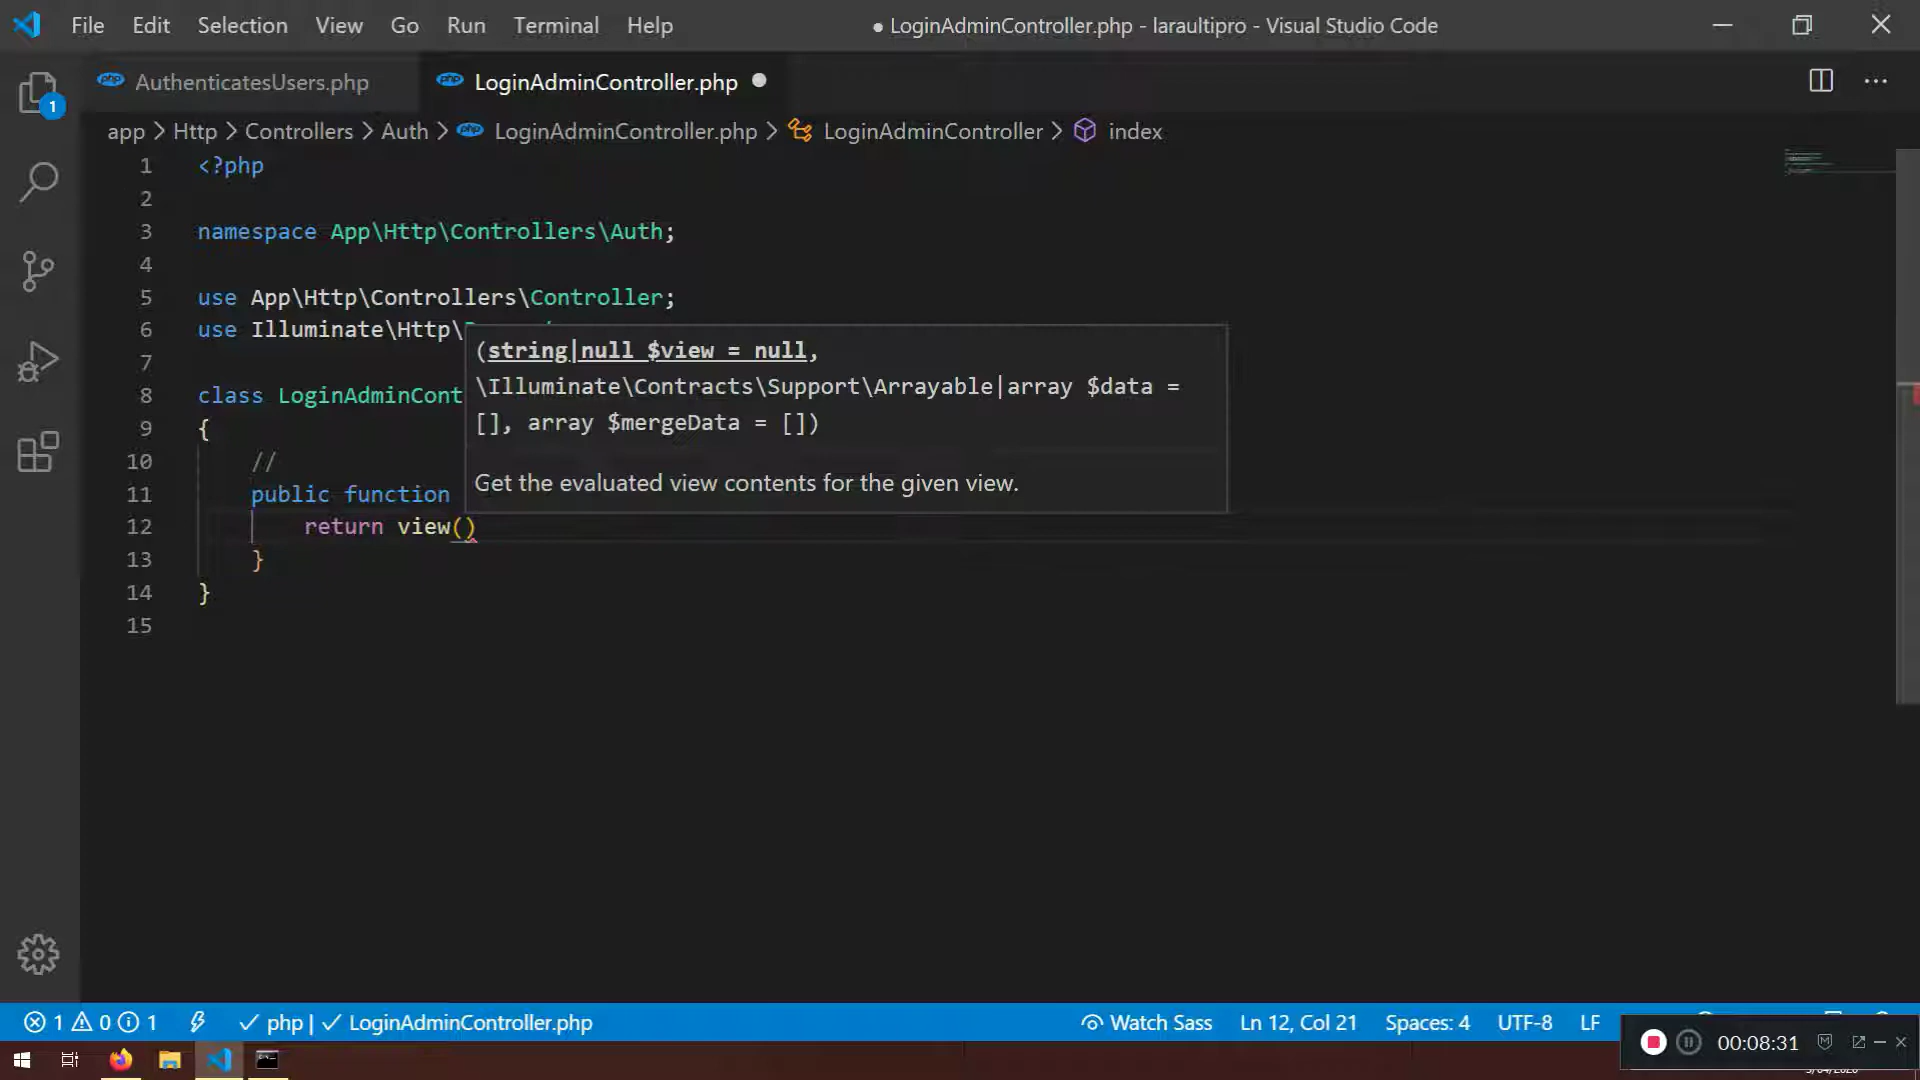 File Edit Selection View Go Run Terminal Help ● LoginAdminController.php - laraultipro - Visual Studio Code
AuthenticatesUsers.php LoginAdminController.php
app > Http > Controllers > Auth > LoginAdminController.php > LoginAdminController > index
1 <?php
2
3 namespace App\Http\Controllers\Auth;
4
5 use App\Http\Controllers\Controller;
6 use Illuminate\Http\
7
8 class LoginAdminCont
9 {
10 //
11 public function
12 return view()
13 }
14 }
15
(string|null $view = null,
\Illuminate\Contracts\Support\Arrayable|array $data =
[], array $mergeData = [])
Get the evaluated view contents for the given view.
1
1 0 1 php | LoginAdminController.php Watch Sass Ln 12, Col 21 Spaces: 4 UTF-8 LF
00:08:31